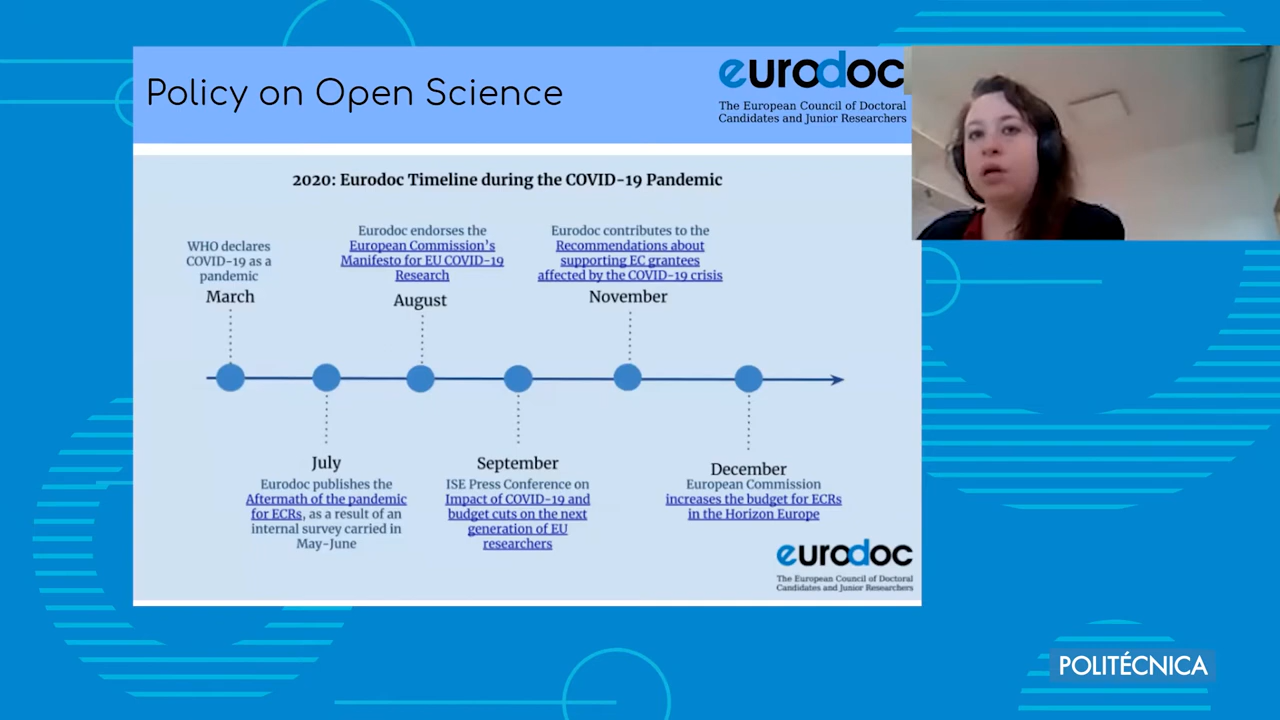 Policy on Open Science
eurodoc
The European Council of Doctoral
Candidates and Junior Researchers
2020: Eurodoc Timeline during the COVID-19 Pandemic
WHO declares
COVID-19 as a
pandemic
March
Eurodoc endorses the
European Commission's
Manifesto for EU COVID-19
Research
August
Eurodoc contributes to the
Recommendations about
supporting EC grantees
affected by the COVID-19 crisis
November
July
Eurodoc publishes the
Aftermath of the pandemic
for ECRs, as a result of an
internal survey carried in
May-June
September
ISE Press Conference on
Impact of COVID-19 and
budget cuts on the next
generation of EU
researchers
December
European Commission
increases the budget for ECRs
in the Horizon Europe
eurodoc
The European Council of Doctoral
Candidates and Junior Researchers
POLITÉCNICA